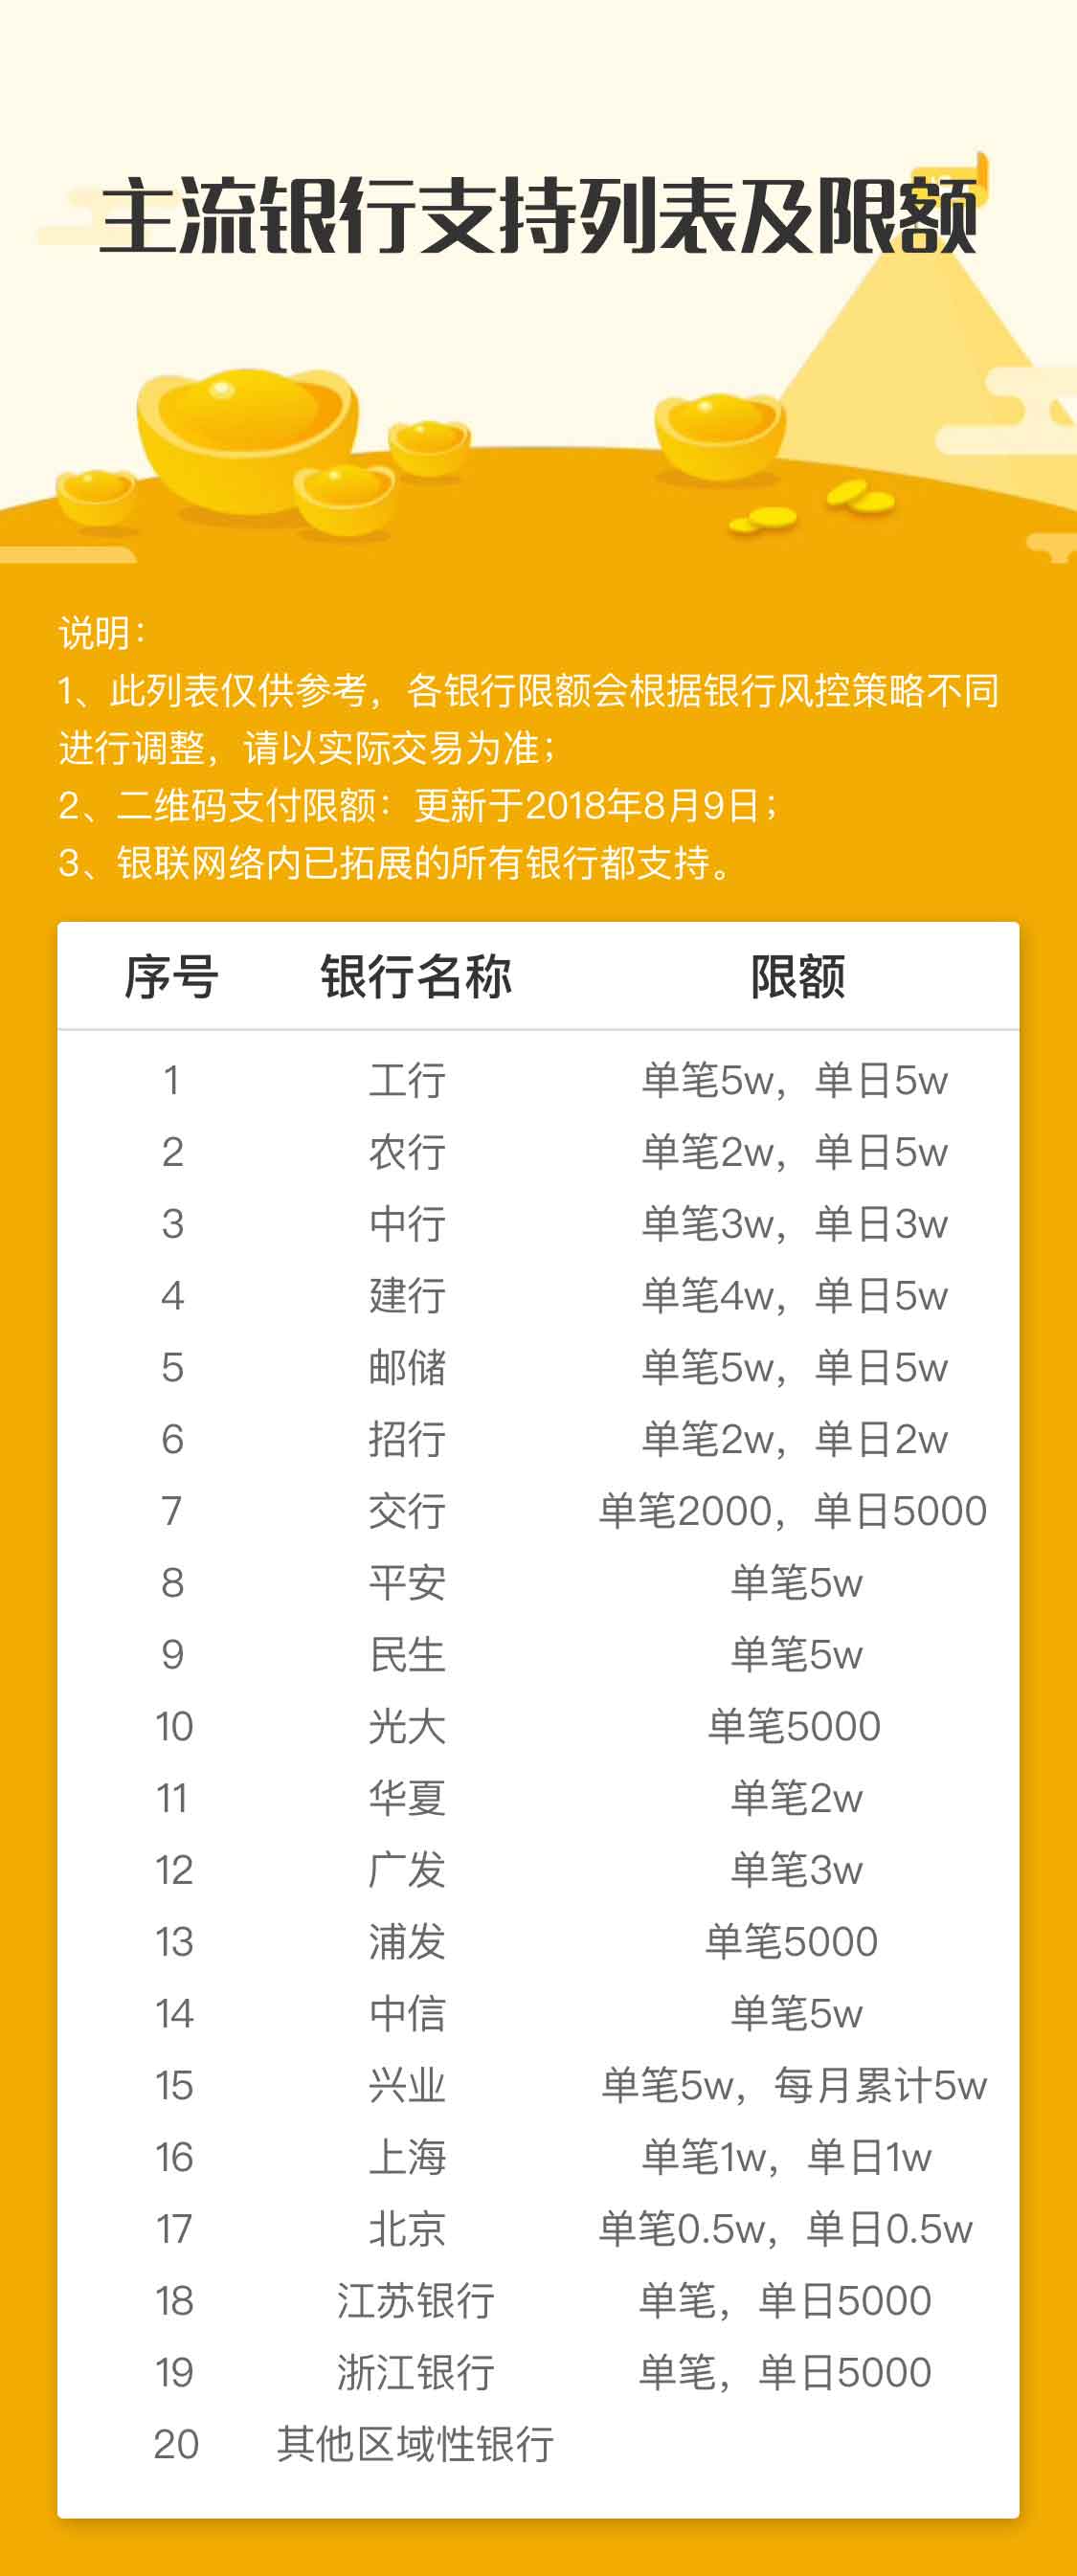 主流银行支持列表及限额
说明：
1、此列表仅供参考，各银行限额会根据银行风控策略不同
进行调整，请以实际交易为准；
2、二维码支付限额：更新于2018年8月9日；
3、银联网络内已拓展的所有银行都支持。
序号 银行名称 限额
1 工行 单笔5w，单日5w
2 农行 单笔2w，单日5w
3 中行 单笔3w，单日3w
4 建行 单笔4w，单日5w
5 邮储 单笔5w，单日5w
6 招行 单笔2w，单日2w
7 交行 单笔2000，单日5000
8 平安 单笔5w
9 民生 单笔5w
10 光大 单笔5000
11 华夏 单笔2w
12 广发 单笔3w
13 浦发 单笔5000
14 中信 单笔5w
15 兴业 单笔5w，每月累计5w
16 上海 单笔1w，单日1w
17 北京 单笔0.5w，单日0.5w
18 江苏银行 单笔，单日5000
19 浙江银行 单笔，单日5000
20 其他区域性银行